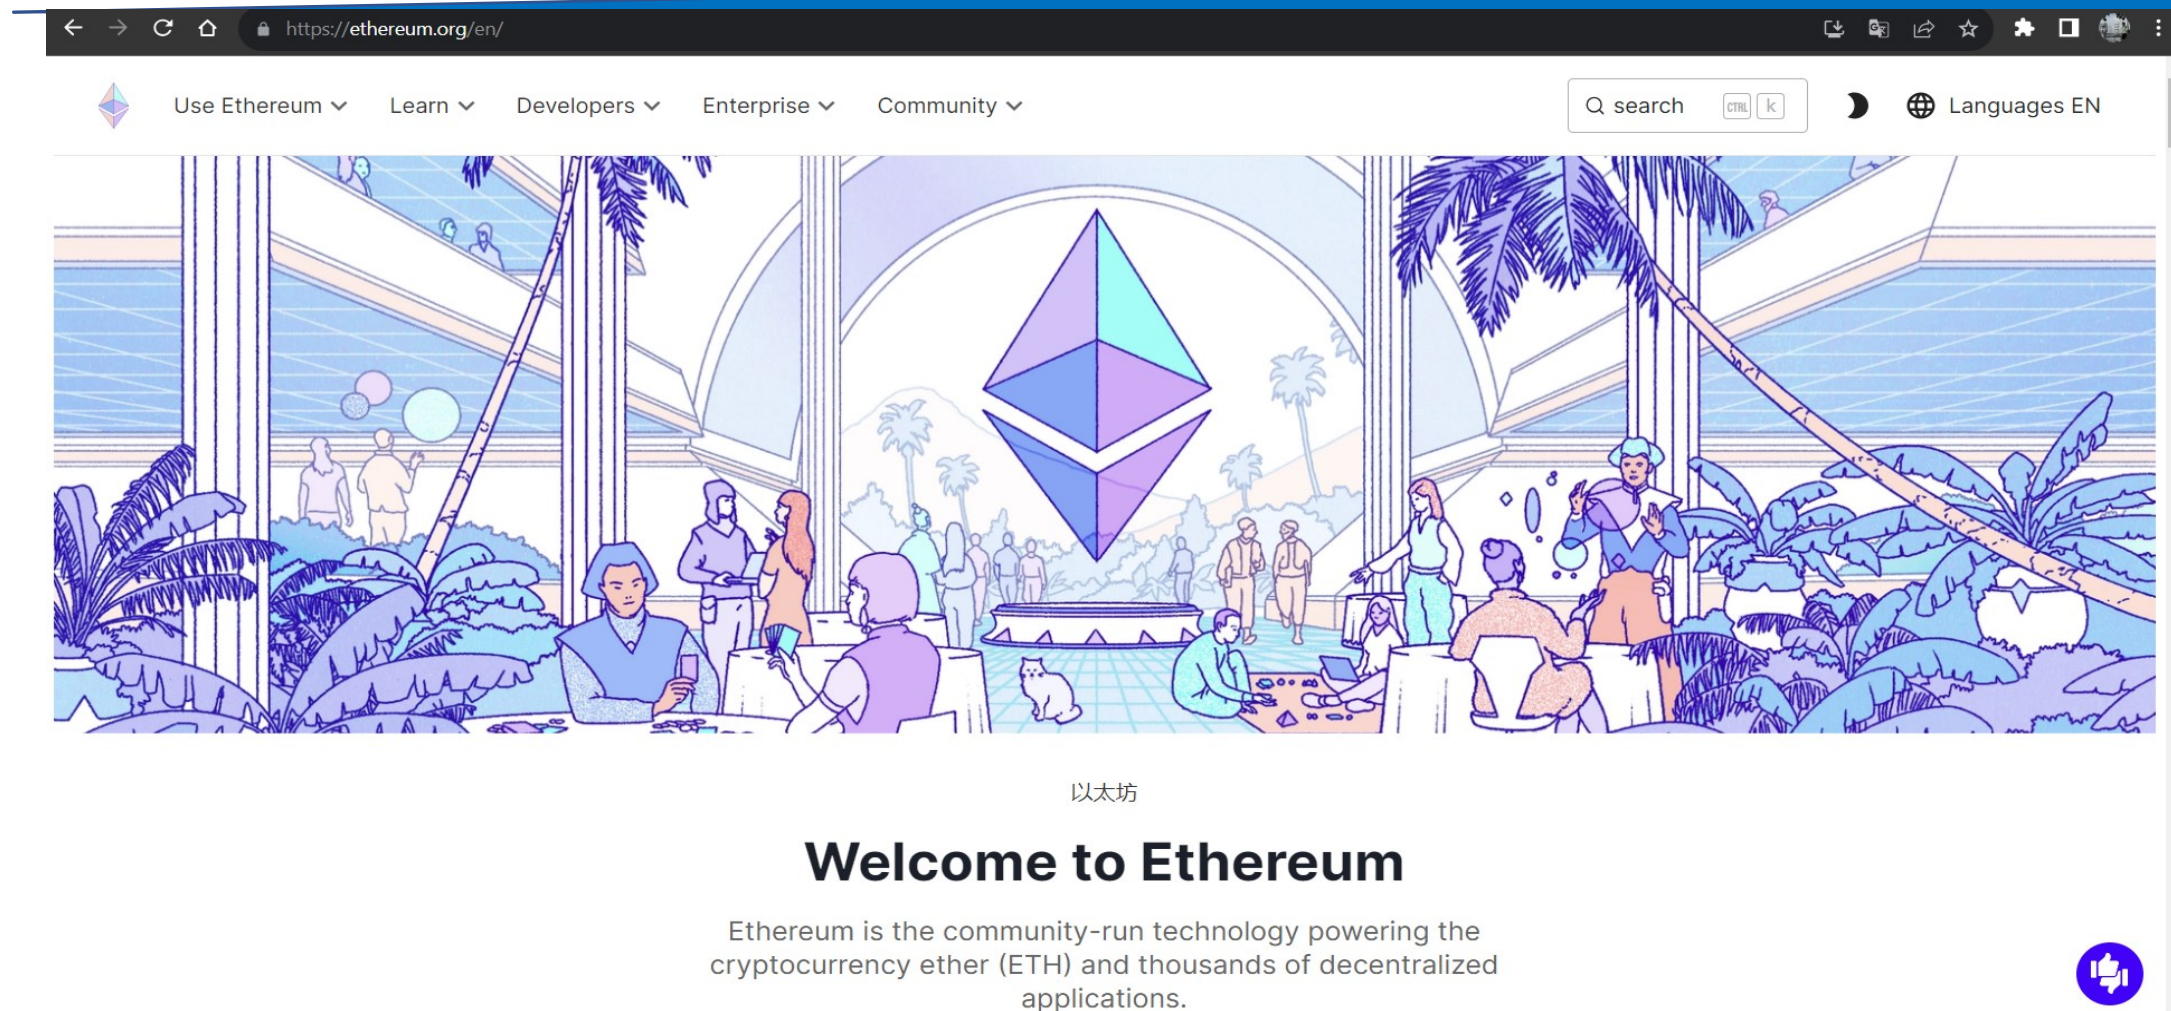 https://ethereum.org/en/
Use Ethereum Learn Developers Enterprise Community search CTRL k Languages EN
以太坊
Welcome to Ethereum
Ethereum is the community-run technology powering the
cryptocurrency ether (ETH) and thousands of decentralized
applications.